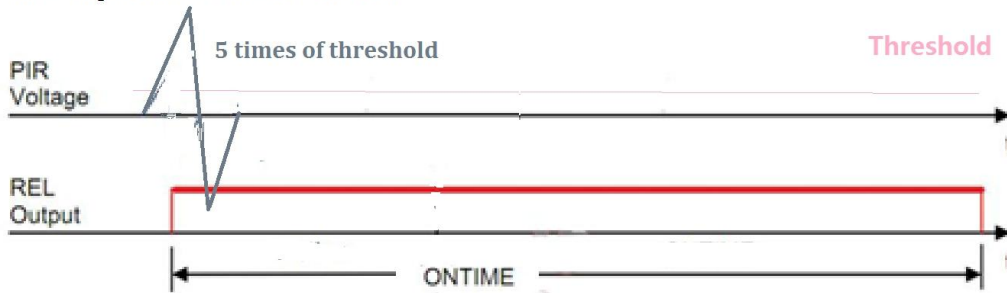 5 times of threshold
Threshold
PIR
Voltage
REL
Output
ONTIME